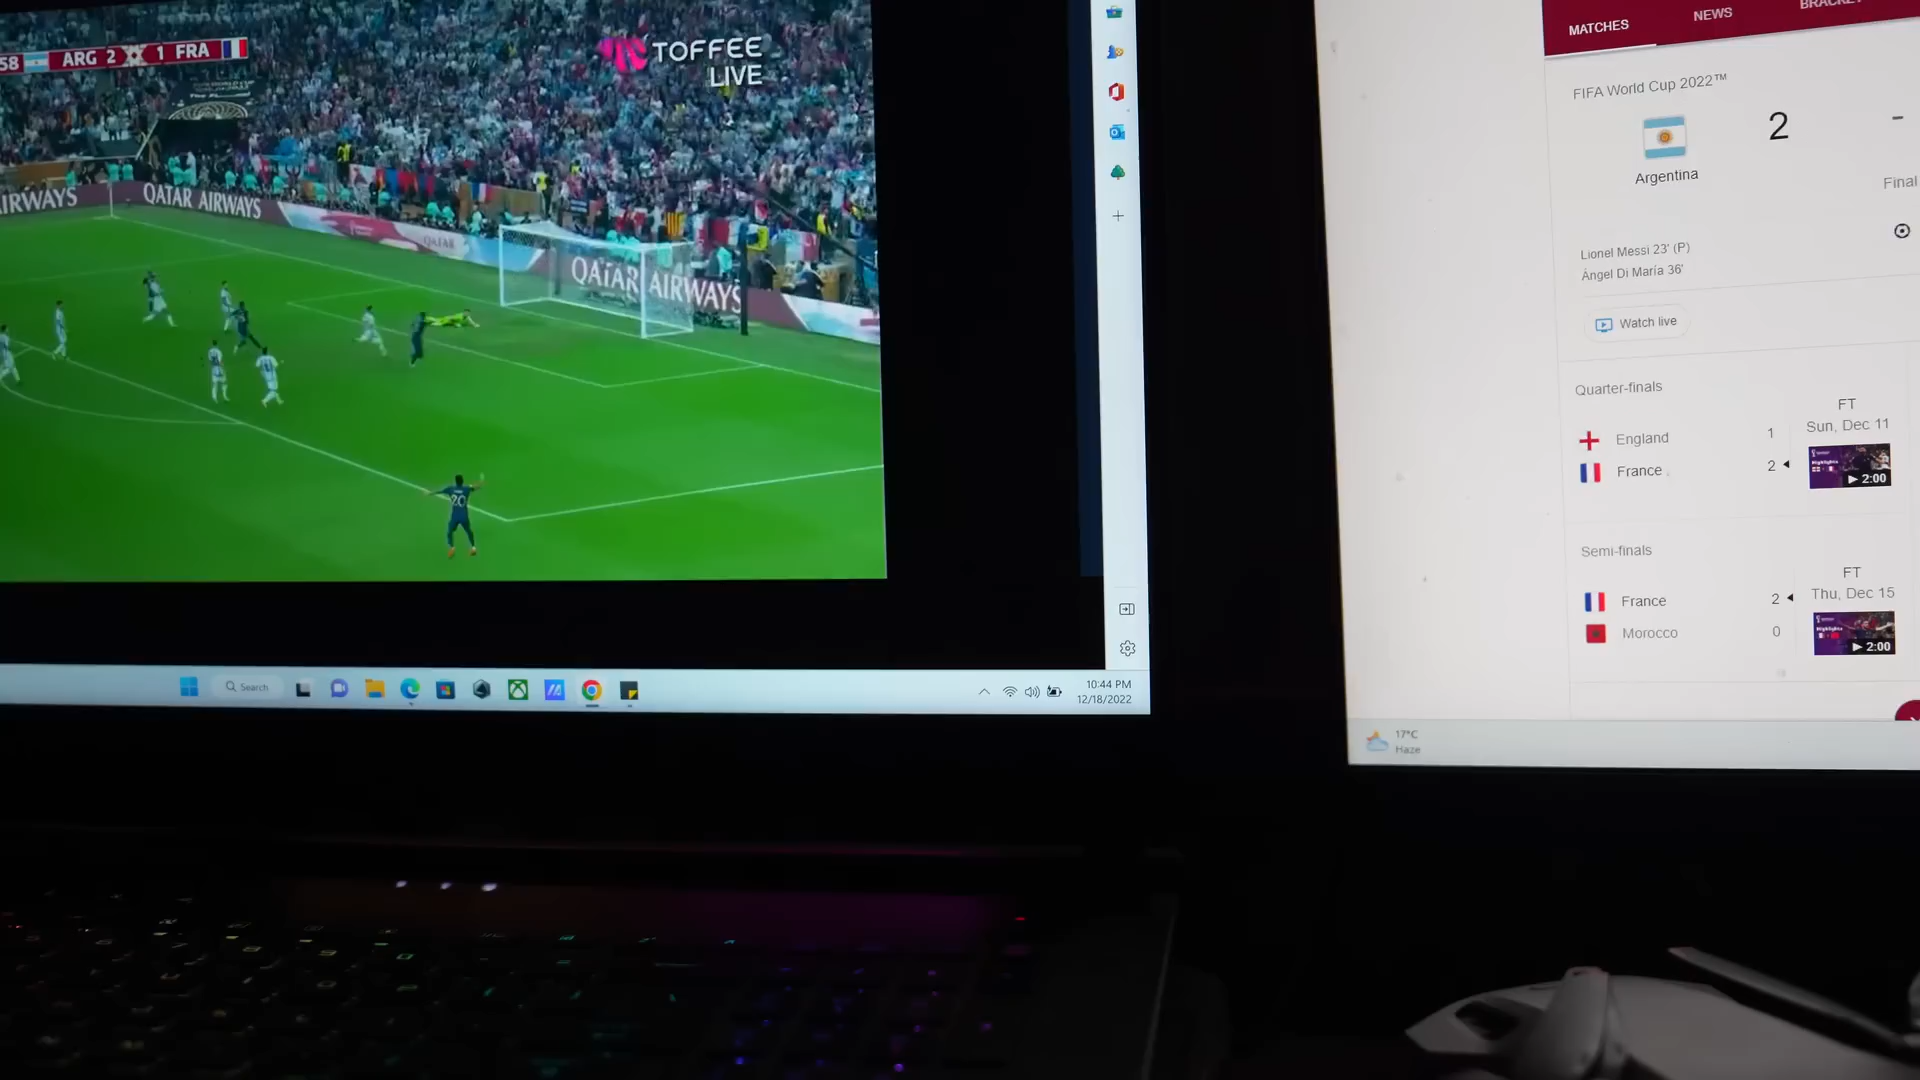 58 ARG 2 1 FRA
TOFFEE
LIVE
IRWAYS QATAR AIRWAYS
QATAR
QATAR AIRWAYS
20
Search
10:44 PM
12/18/2022
MATCHES NEWS
FIFA World Cup 2022™
2 -
Argentina
Final
Lionel Messi 23' (P)
Ángel Di María 36'
Watch live
Quarter-finals
FT
Sun, Dec 11
England 1
France 2
2:00
Semi-finals
FT
Thu, Dec 15
France 2
Morocco 0
2:00
17°C
Haze